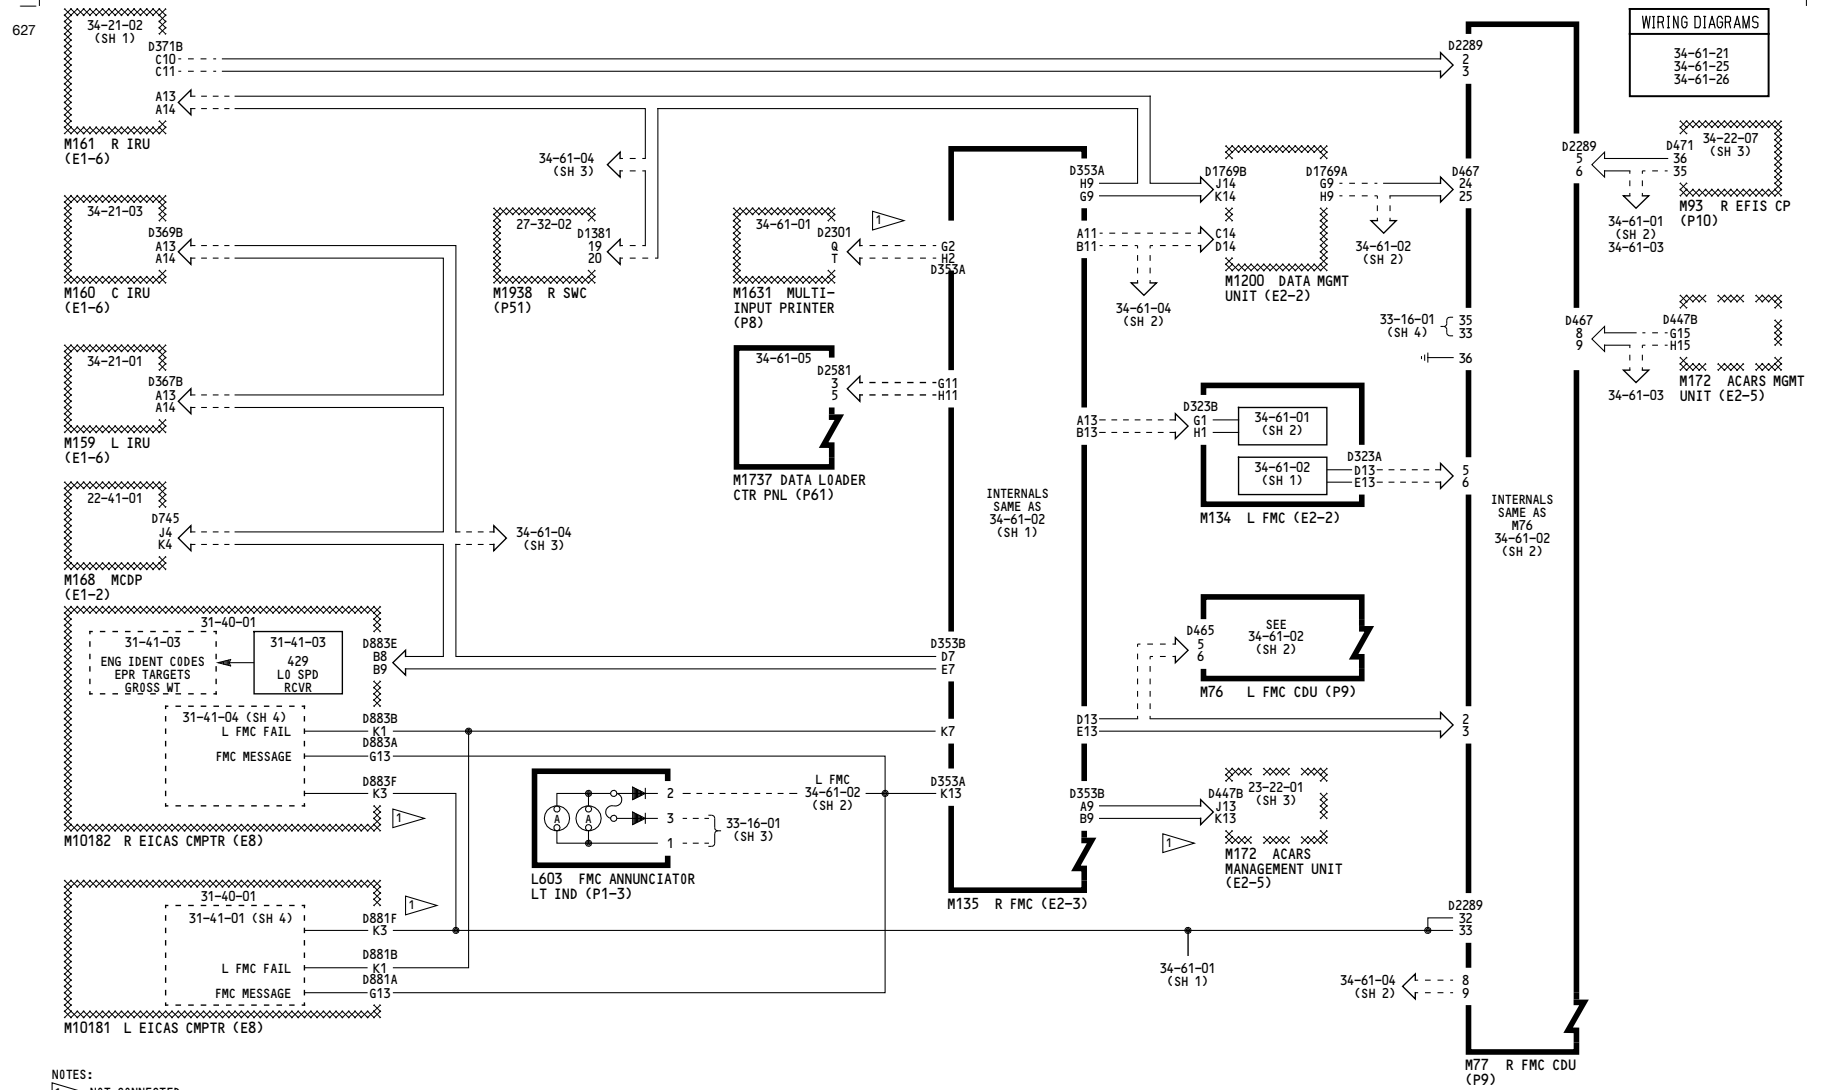 627
34-21-02
(SH 1)
D371B
C10
C11
A13
A14
M161 R IRU
(E1-6)
34-21-03
D369B
A13
A14
M160 C IRU
(E1-6)
34-21-01
D367B
A13
A14
M159 L IRU
(E1-6)
22-41-01
D745
J4
K4
M168 MCDP
(E1-2)
34-61-04
(SH 3)
31-40-01
31-41-03
ENG IDENT CODES
EPR TARGETS
GROSS WT
31-41-03
429
LO SPD
RCVR
D883E
B8
B9
31-41-04 (SH 4)
L FMC FAIL
FMC MESSAGE
D883B
K1
D883A
G13
D883F
K3
1
M10182 R EICAS CMPTR (E8)
31-40-01
31-41-01 (SH 4)
L FMC FAIL
FMC MESSAGE
D881F
K3
D881B
K1
D881A
G13
1
M10181 L EICAS CMPTR (E8)
NOTES:
34-61-04
(SH 3)
27-32-02
D1381
19
20
M1938 R SWC
(P51)
34-61-01
D2301
Q
T
1
M1631 MULTI-
INPUT PRINTER
(P8)
34-61-05
D2581
3
5
M1737 DATA LOADER
CTR PNL (P61)
A
A
2
3
1
L FMC
34-61-02
(SH 2)
33-16-01
(SH 3)
L603 FMC ANNUNCIATOR
LT IND (P1-3)
G2
H2
D353A
G11
H11
D353B
D7
E7
K7
D353A
K13
INTERNALS
SAME AS
34-61-02
(SH 1)
D353A
H9
G9
A11
B11
A13
B13
D13
E13
D353B
A9
B9
M135 R FMC (E2-3)
34-61-04
(SH 2)
D1769B
J14
K14
C14
D14
D1769A
G9
H9
M1200 DATA MGMT
UNIT (E2-2)
34-61-02
(SH 2)
D323B
G1
H1
34-61-01
(SH 2)
34-61-02
(SH 1)
D323A
D13
E13
M134 L FMC (E2-2)
D465
5
6
SEE
34-61-02
(SH 2)
M76 L FMC CDU (P9)
1
D447B
J13
K13
23-22-01
(SH 3)
M172 ACARS
MANAGEMENT UNIT
(E2-5)
34-61-01
(SH 1)
D2289
2
3
D467
24
25
33-16-01
(SH 4)
35
33
36
5
6
2
3
D2289
32
33
34-61-04
(SH 2)
8
9
INTERNALS
SAME AS
M76
34-61-02
(SH 2)
M77 R FMC CDU
(P9)
D2289
5
6
D467
8
9
WIRING DIAGRAMS
34-61-21
34-61-25
34-61-26
D471
36
35
34-22-07
(SH 3)
M93 R EFIS CP
(P10)
34-61-01
(SH 2)
34-61-03
D447B
G15
H15
M172 ACARS MGMT
UNIT (E2-5)
34-61-03